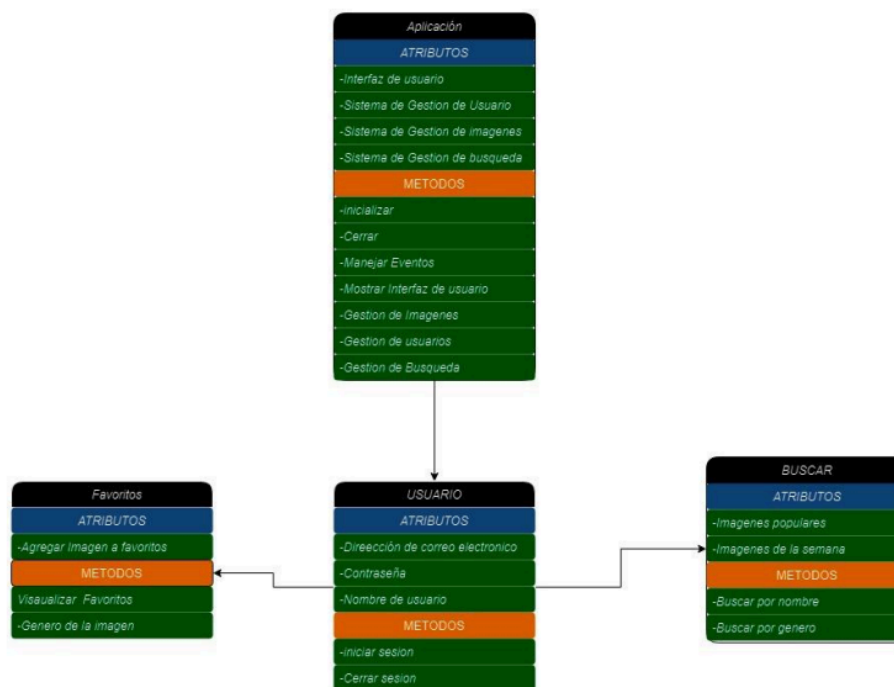 Aplicación
ATRIBUTOS
-Interfaz de usuario
-Sistema de Gestion de Usuario
-Sistema de Gestion de imagenes
-Sistema de Gestion de busqueda
METODOS
-inicializar
-Cerrar
-Manejar Eventos
-Mostrar Interfaz de usuario
-Gestion de Imagenes
-Gestion de usuarios
-Gestion de Busqueda
Favoritos
ATRIBUTOS
-Agregar Imagen a favoritos
METODOS
Visaualizar Favoritos
-Genero de la imagen
USUARIO
ATRIBUTOS
-Direección de correo electronico
-Contraseña
-Nombre de usuario
METODOS
-iniciar sesion
-Cerrar sesion
BUSCAR
ATRIBUTOS
-Imagenes populares
-Imagenes de la semana
METODOS
-Buscar por nombre
-Buscar por genero